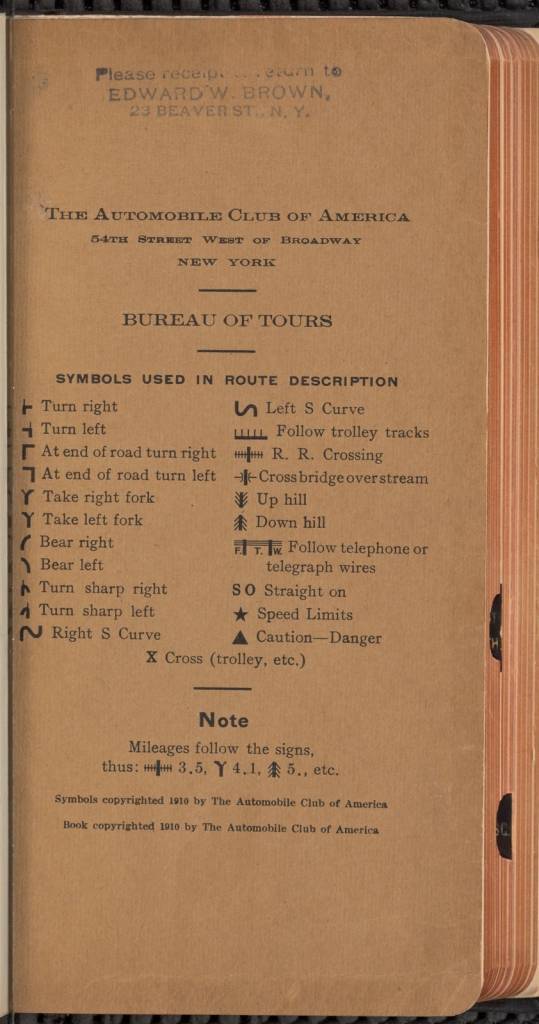 Please return to
EDWARD W. BROWN,
23 BEAVER ST., N. Y.
THE AUTOMOBILE CLUB OF AMERICA
54TH STREET WEST OF BROADWAY
NEW YORK
BUREAU OF TOURS
SYMBOLS USED IN ROUTE DESCRIPTION
Turn right
Turn left
At end of road turn right
At end of road turn left
Take right fork
Take left fork
Bear right
Bear left
Turn sharp right
Turn sharp left
Right S Curve
Left S Curve
Follow trolley tracks
R. R. Crossing
Cross bridge over stream
Up hill
Down hill
F. T. W. Follow telephone or
telegraph wires
S O Straight on
★ Speed Limits
▲ Caution—Danger
X Cross (trolley, etc.)
Note
Mileages follow the signs,
thus: 3.5, 4.1, 5., etc.
Symbols copyrighted 1910 by The Automobile Club of America
Book copyrighted 1910 by The Automobile Club of America